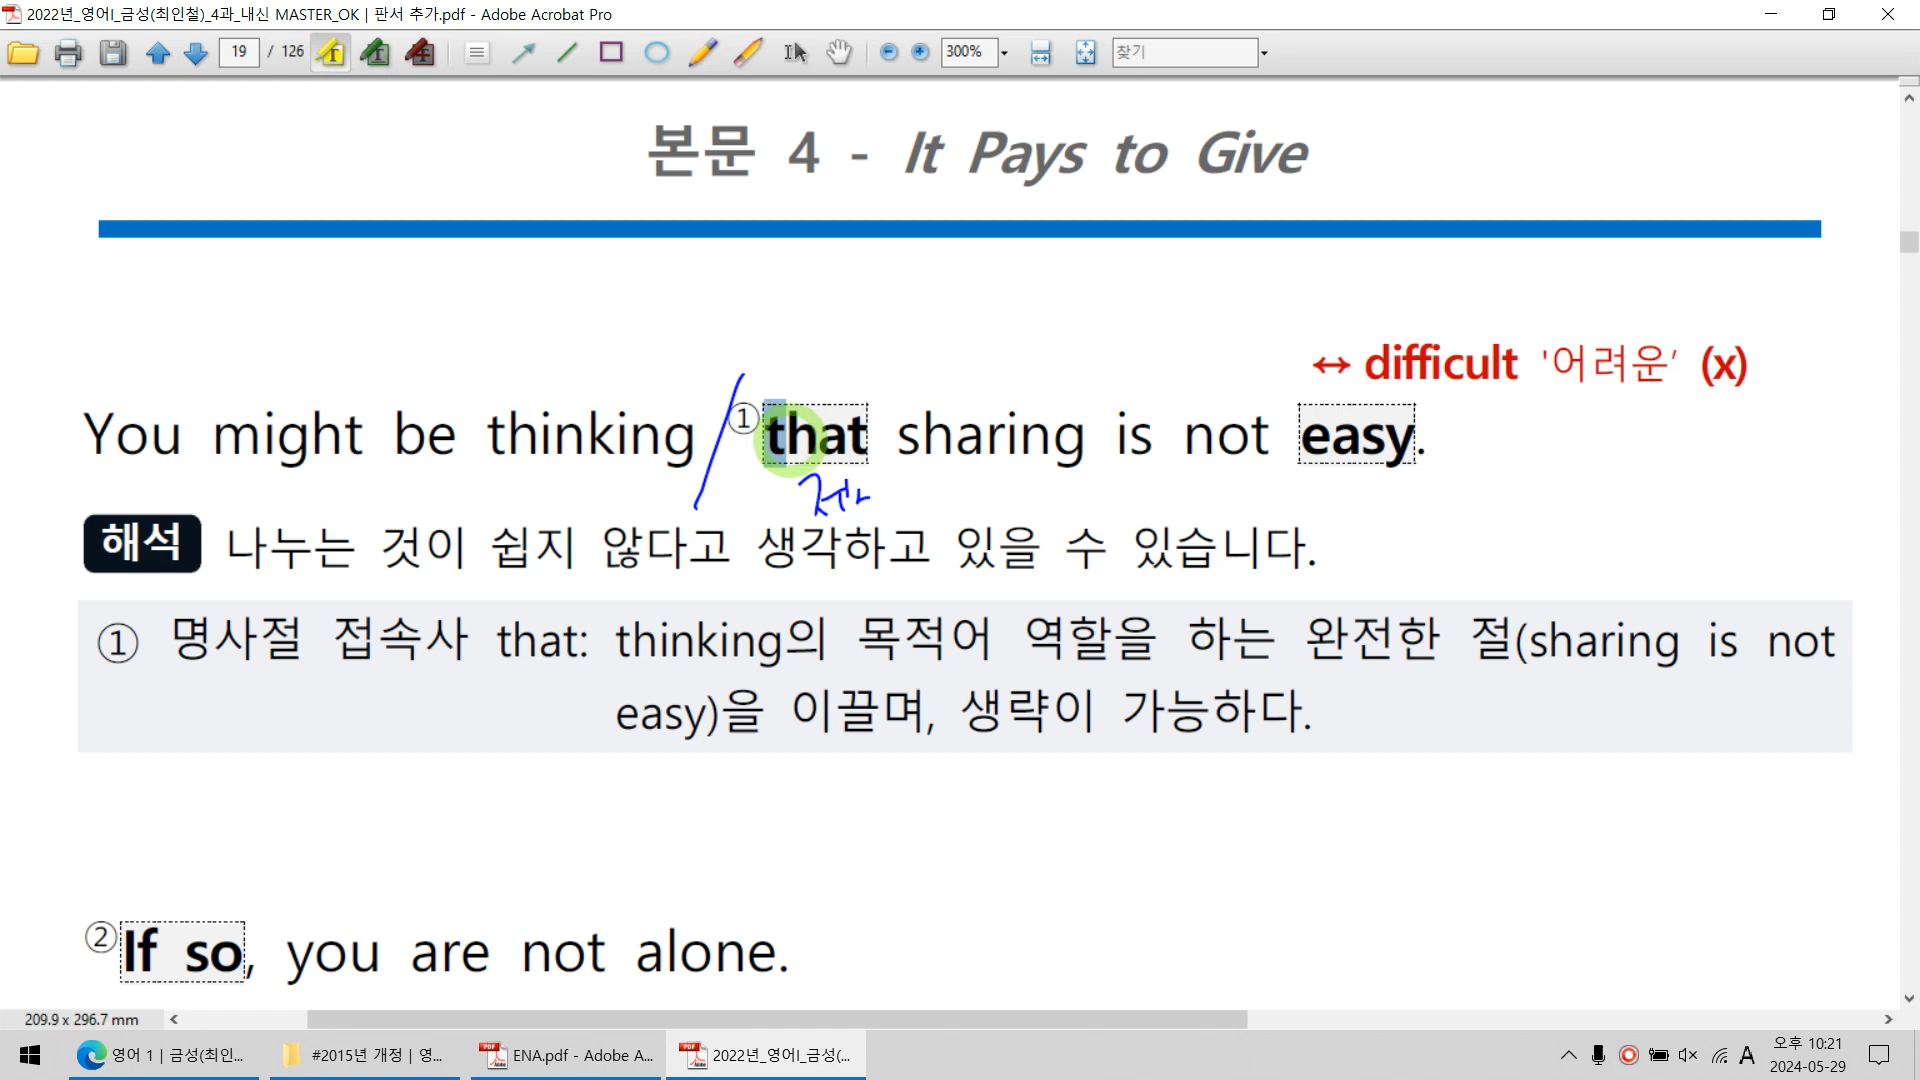 2022년_영어I_금성(최인철)_4과_내신 MASTER_OK | 판서 추가.pdf - Adobe Acrobat Pro
19 / 126 300% 찾기
본문 4 - It Pays to Give
↔ difficult '어려운' (x)
You might be thinking ①that sharing is not easy.
해석 나누는 것이 쉽지 않다고 생각하고 있을 수 있습니다.
① 명사절 접속사 that: thinking의 목적어 역할을 하는 완전한 절(sharing is not
easy)을 이끌며, 생략이 가능하다.
②If so, you are not alone.
209.9 x 296.7 mm
영어 1 | 금성(최인... #2015년 개정 | 영... ENA.pdf - Adobe A... 2022년_영어I_금성(... A 오후 10:21
2024-05-29